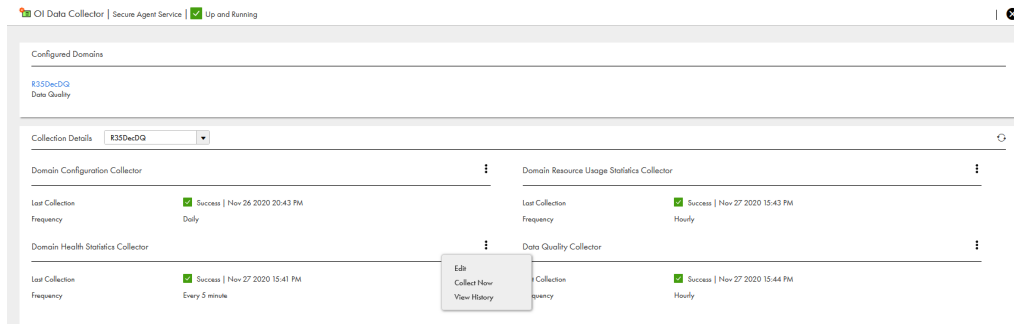 OI Data Collector | Secure Agent Service | Up and Running
Configured Domains
R35DecDQ
Data Quality
Collection Details R35DecDQ
Domain Configuration Collector
Last Collection Success | Nov 26 2020 20:43 PM
Frequency Daily
Domain Resource Usage Statistics Collector
Last Collection Success | Nov 27 2020 15:43 PM
Frequency Hourly
Domain Health Statistics Collector
Last Collection Success | Nov 27 2020 15:41 PM
Frequency Every 5 minute
Edit
Collect Now
View History
Data Quality Collector
Collection Success | Nov 27 2020 15:44 PM
quency Hourly